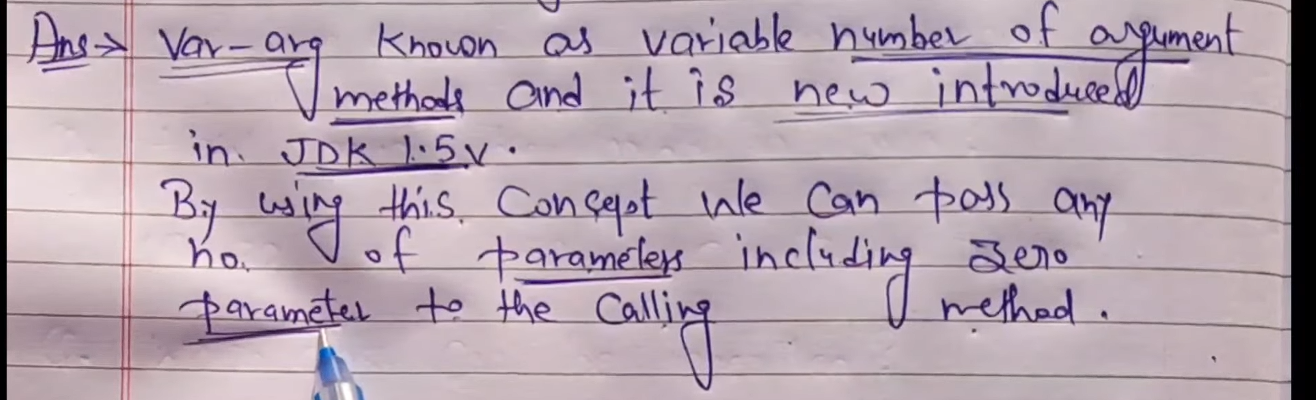 Ans→ Var-arg known as variable number of argument
methods and it is new introduced
in. JDK 1.5v.
By using this. Concept We Can pass any
no. of parameters including zero
parameter to the Calling method.